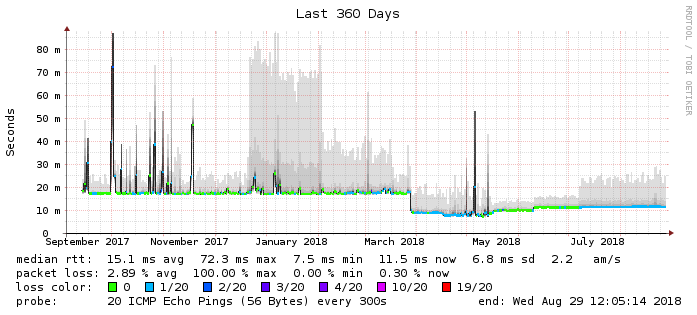 Last 360 Days
RRDTOOL / TOBI OETIKER
Seconds
80 m
70 m
60 m
50 m
40 m
30 m
20 m
10 m
0
September 2017 November 2017 January 2018 March 2018 May 2018 July 2018
median rtt: 15.1 ms avg 72.3 ms max 7.5 ms min 11.5 ms now 6.8 ms sd 2.2 am/s
packet loss: 2.89 % avg 100.00 % max 0.00 % min 0.30 % now
loss color: 0 1/20 2/20 3/20 4/20 10/20 19/20
probe: 20 ICMP Echo Pings (56 Bytes) every 300s end: Wed Aug 29 12:05:14 2018